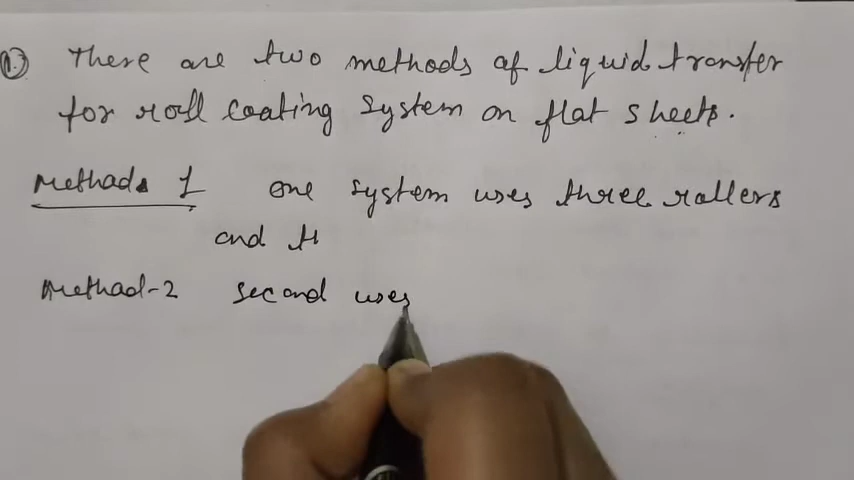 1. There are two methods of liquid transfer
for roll coating system on flat sheets.
Method 1 one system uses three rollers
and
Method-2 second uses